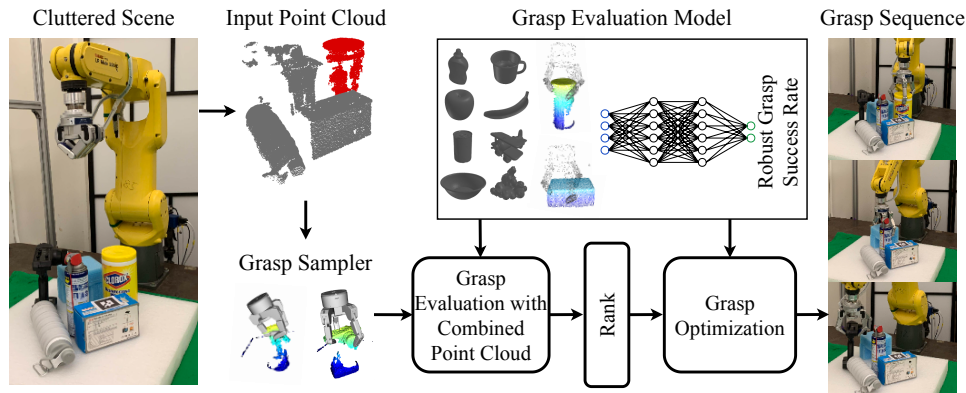 Cluttered Scene
Input Point Cloud
Grasp Evaluation Model
Grasp Sequence
Robust Grasp
Success Rate
Grasp Sampler
Grasp
Evaluation with
Combined
Point Cloud
Rank
Grasp
Optimization
CLOROX